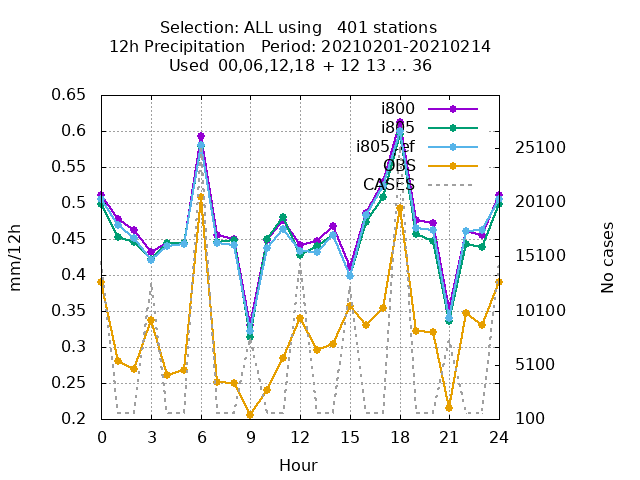 Selection: ALL using 401 stations
12h Precipitation Period: 20210201-20210214
Used 00,06,12,18 + 12 13 ... 36
0.65
0.6
0.55
0.5
0.45
0.4
0.35
0.3
0.25
0.2
mm/12h
i800
i805
OBS
CASES
25100
20100
15100
10100
5100
100
No cases
0 3 6 9 12 15 18 21 24
Hour